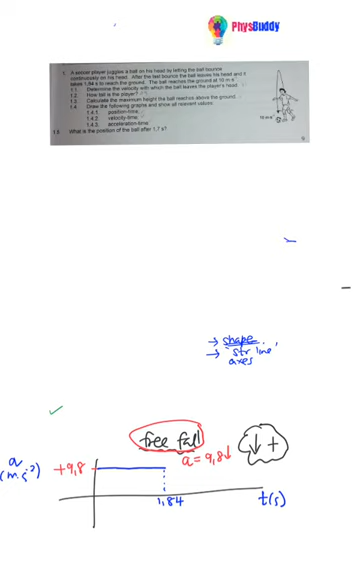 PhysBuddy
1. A soccer player juggles a ball on his head by letting the ball bounce
continuously on his head. After the last bounce the ball leaves his head and it
takes 1,84 s to reach the ground. The ball reaches the ground at 10 m·s⁻¹.
1.1. Determine the velocity with which the ball leaves the player's head.
1.2. How tall is the player?
1.3. Calculate the maximum height the ball reaches above the ground.
1.4. Draw the following graphs and show all relevant values:
1.4.1. position-time
1.4.2. velocity-time
1.4.3. acceleration-time
1.5. What is the position of the ball after 1,7 s?
10 m·s⁻¹
→ shape.
→ str line,
axes
free fall
↓ +
a = 9,8↓
a
(m.s⁻²)
+9,8
1,84
t(s)